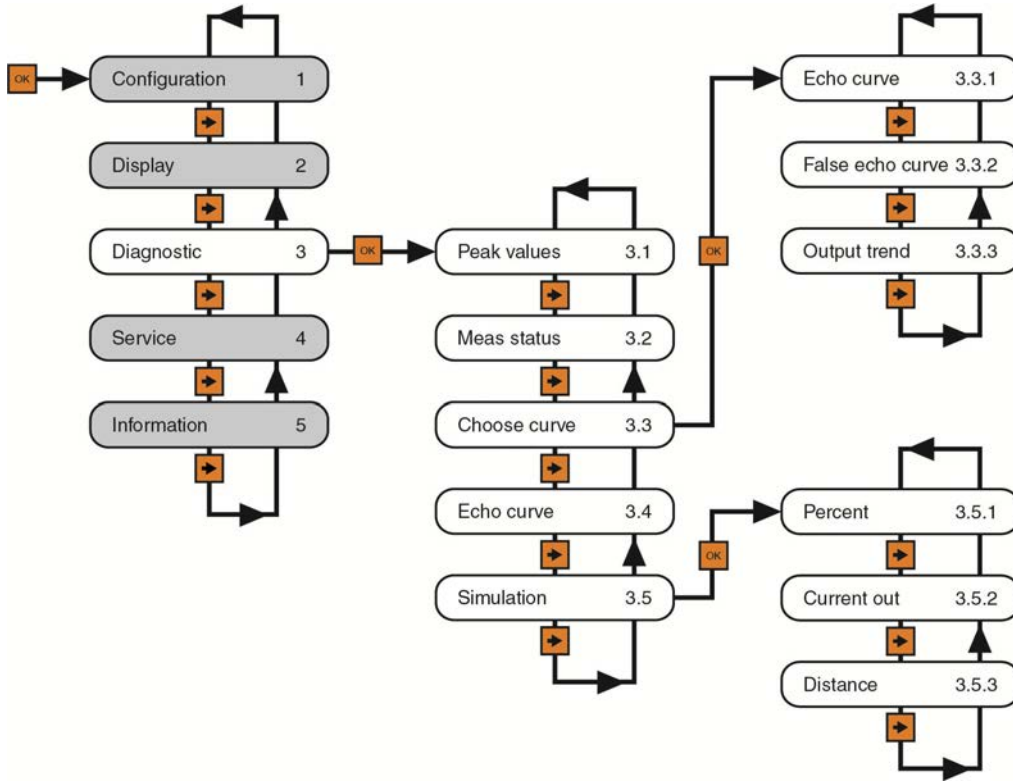 OK
Configuration 1
Display 2
Diagnostic 3
Service 4
Information 5
OK
Peak values 3.1
Meas status 3.2
Choose curve 3.3
Echo curve 3.4
Simulation 3.5
OK
Echo curve 3.3.1
False echo curve 3.3.2
Output trend 3.3.3
OK
Percent 3.5.1
Current out 3.5.2
Distance 3.5.3